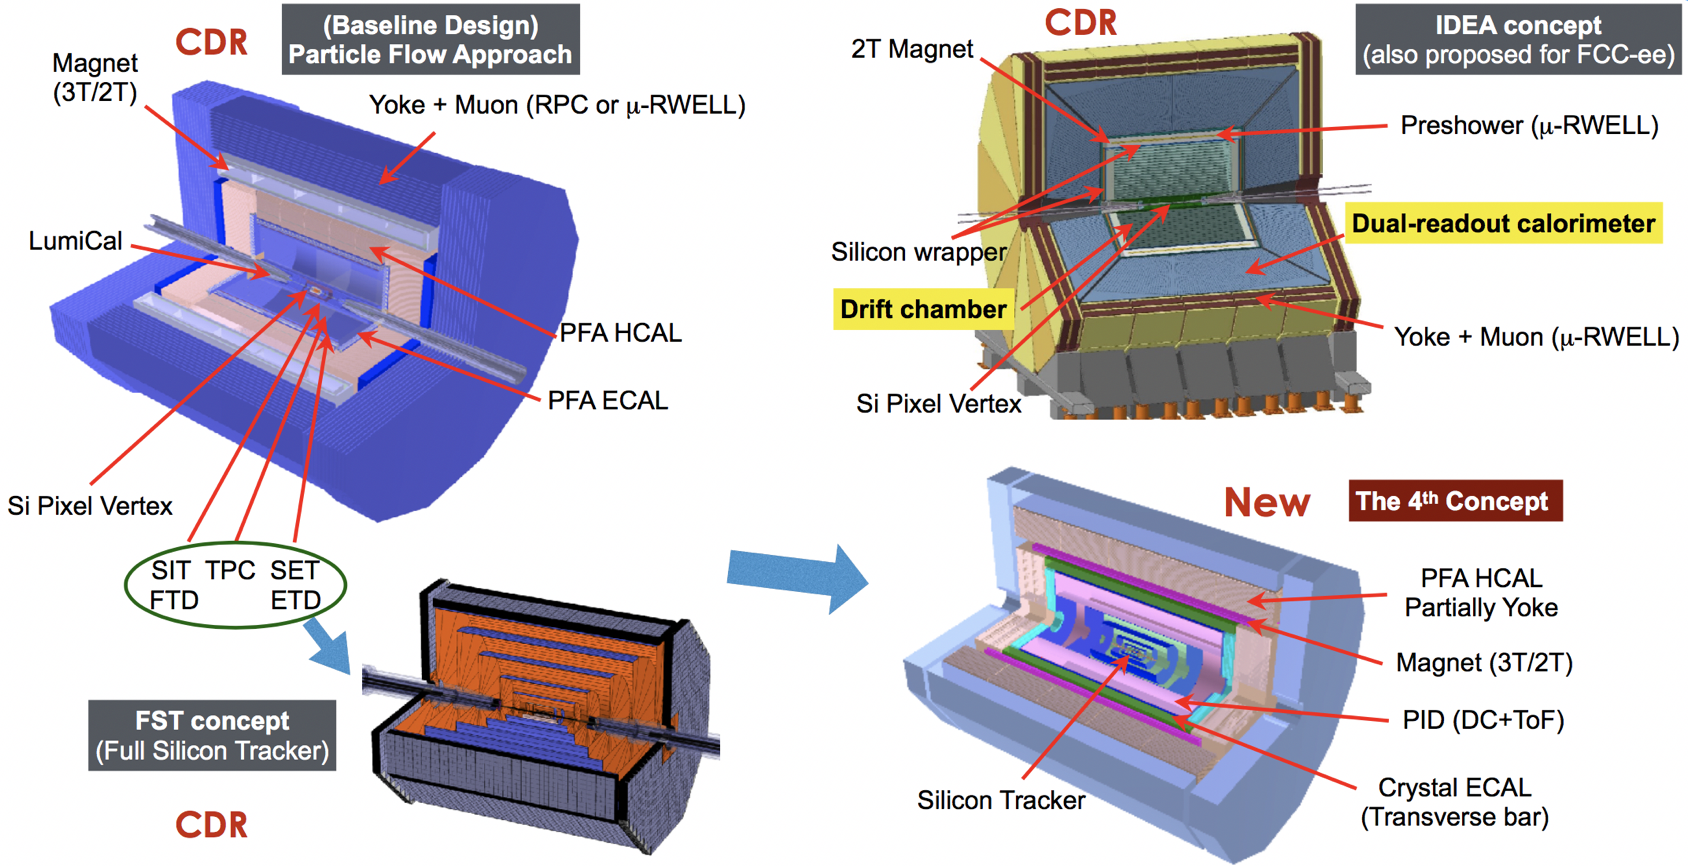 CDR
(Baseline Design)
Particle Flow Approach
Magnet
(3T/2T)
Yoke + Muon (RPC or μ-RWELL)
LumiCal
PFA HCAL
PFA ECAL
Si Pixel Vertex
SIT TPC SET
FTD ETD
FST concept
(Full Silicon Tracker)
CDR
CDR
IDEA concept
(also proposed for FCC-ee)
2T Magnet
Preshower (μ-RWELL)
Silicon wrapper
Dual-readout calorimeter
Drift chamber
Yoke + Muon (μ-RWELL)
Si Pixel Vertex
New
The 4th Concept
PFA HCAL
Partially Yoke
Magnet (3T/2T)
PID (DC+ToF)
Silicon Tracker
Crystal ECAL
(Transverse bar)